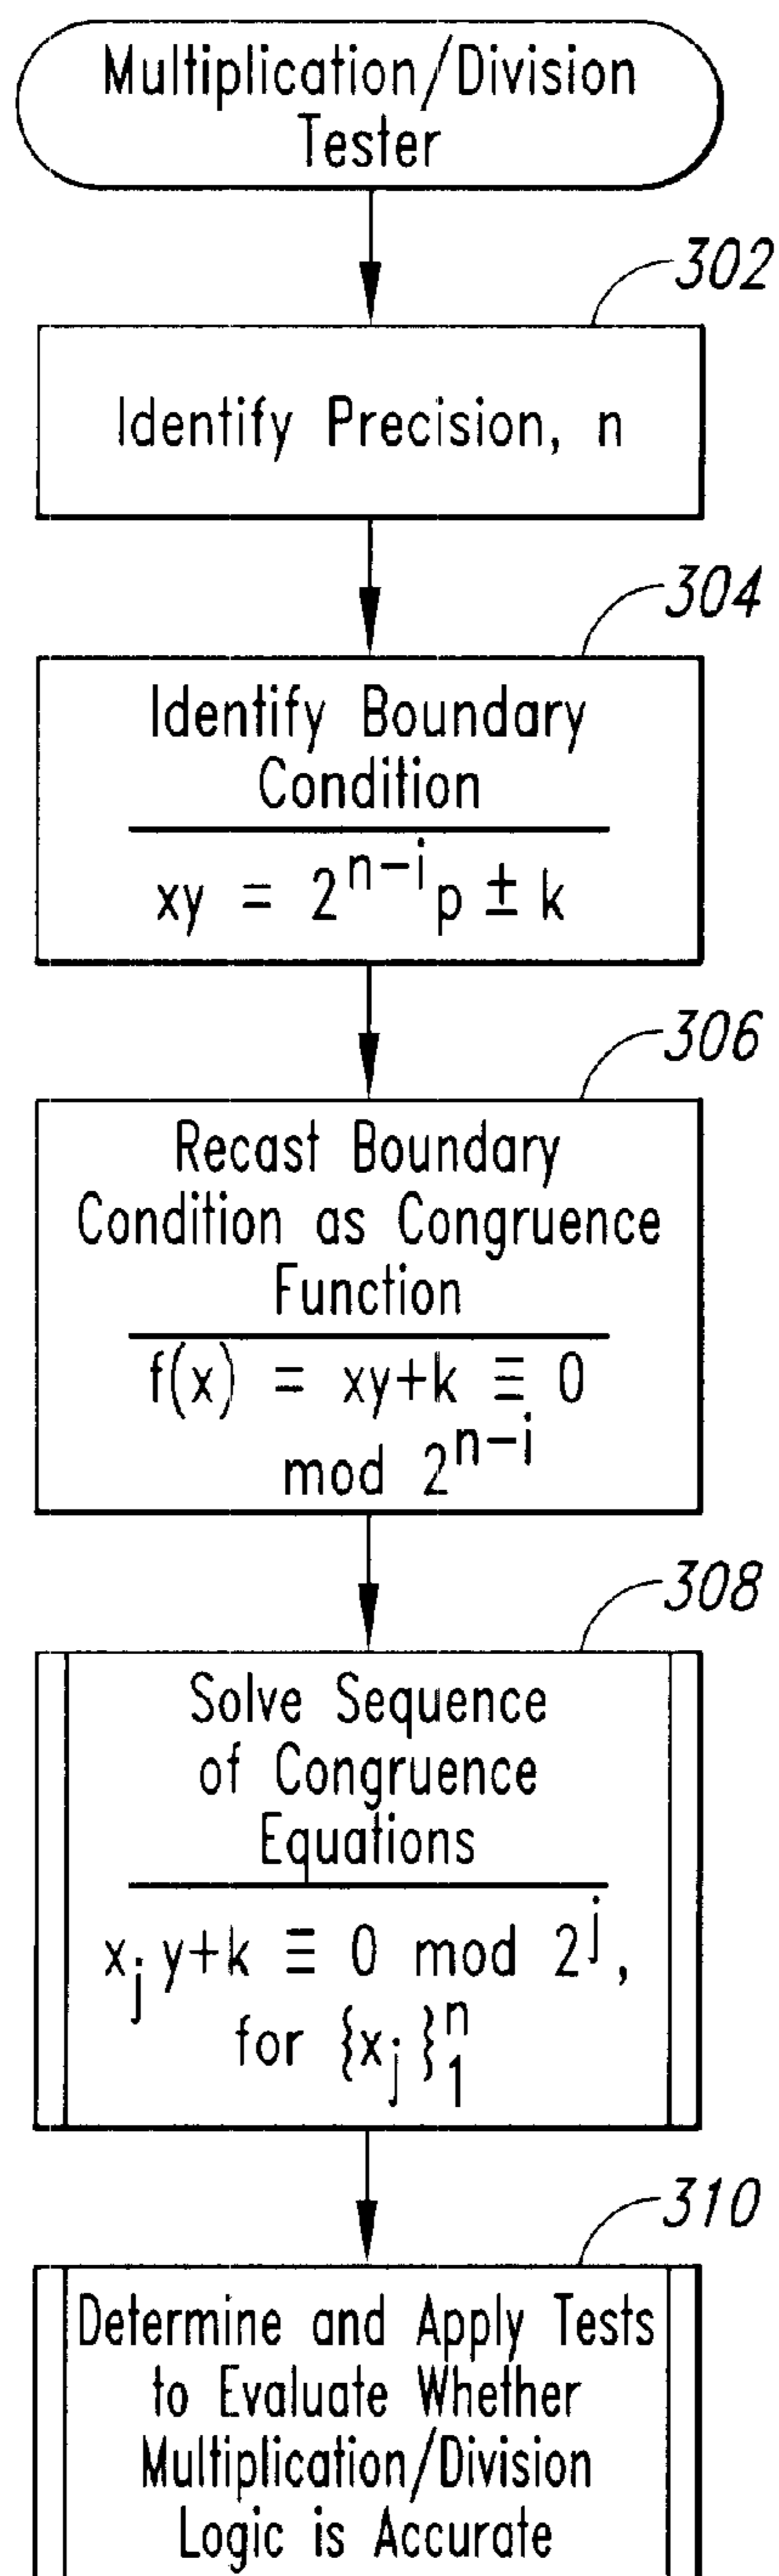 Multiplication/Division
Tester
302
Identify Precision, n
304
Identify Boundary
Condition
xy = 2^{n-i} p ± k
306
Recast Boundary
Condition as Congruence
Function
f(x) = xy+k ≡ 0
mod 2^{n-i}
308
Solve Sequence
of Congruence
Equations
x_j y+k ≡ 0 mod 2^j,
for {x_j}_1^n
310
Determine and Apply Tests
to Evaluate Whether
Multiplication/Division
Logic is Accurate